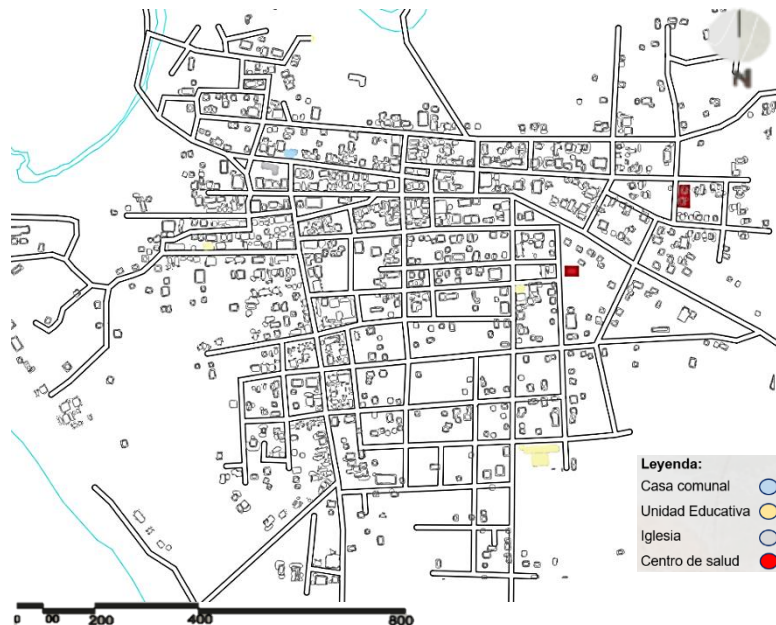 N
Leyenda:
Casa comunal
Unidad Educativa
Iglesia
Centro de salud
0 00 200 400 800